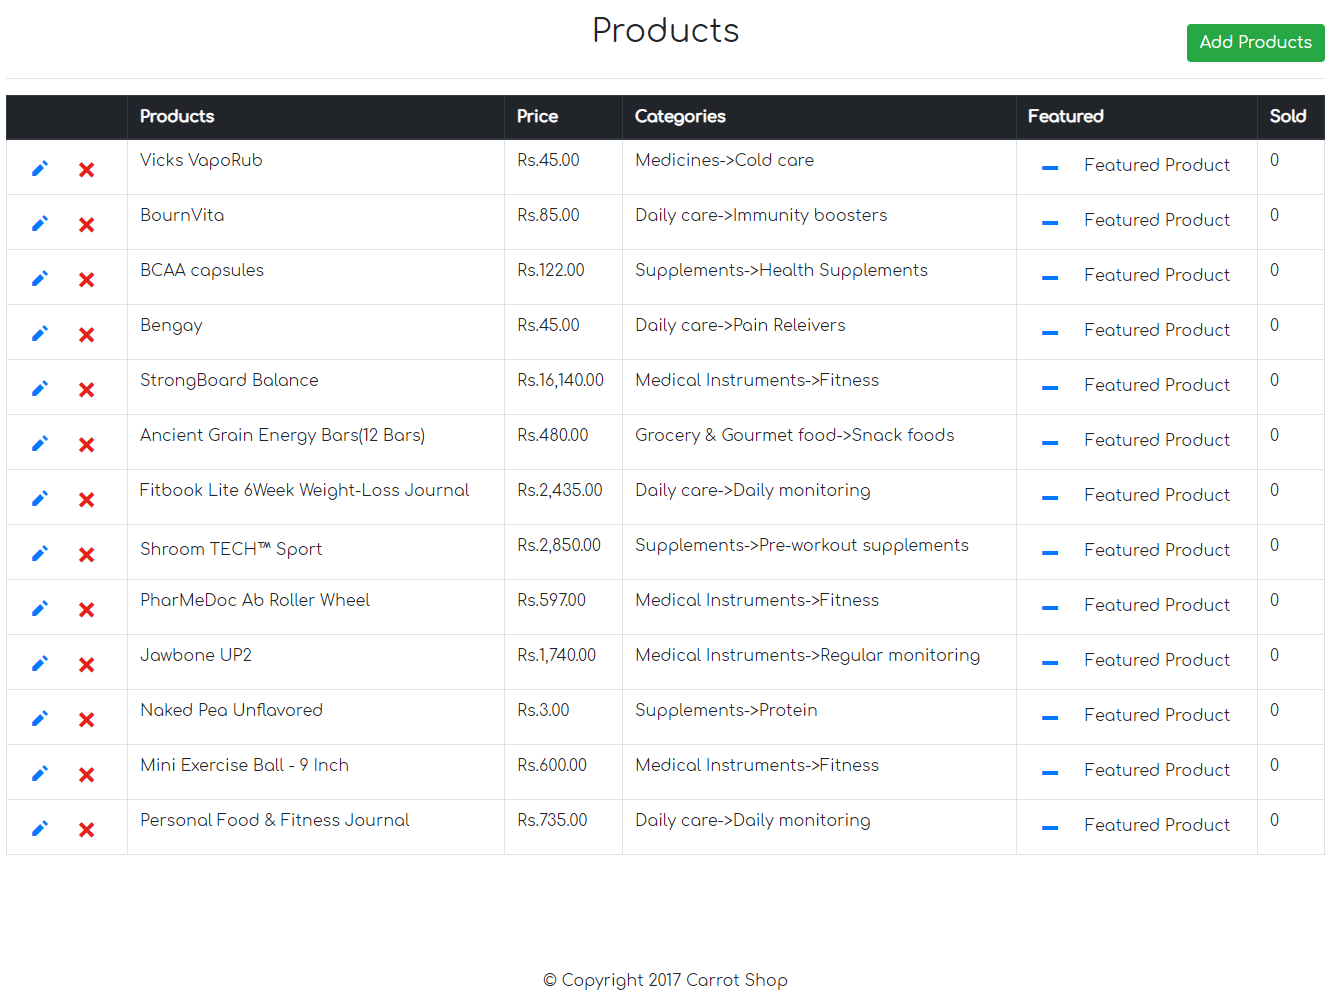 Products
Add Products
Products Price Categories Featured Sold
Vicks VapoRub Rs.45.00 Medicines->Cold care Featured Product 0
BournVita Rs.85.00 Daily care->Immunity boosters Featured Product 0
BCAA capsules Rs.122.00 Supplements->Health Supplements Featured Product 0
Bengay Rs.45.00 Daily care->Pain Releivers Featured Product 0
StrongBoard Balance Rs.16,140.00 Medical Instruments->Fitness Featured Product 0
Ancient Grain Energy Bars(12 Bars) Rs.480.00 Grocery & Gourmet food->Snack foods Featured Product 0
Fitbook Lite 6Week Weight-Loss Journal Rs.2,435.00 Daily care->Daily monitoring Featured Product 0
Shroom TECH™ Sport Rs.2,850.00 Supplements->Pre-workout supplements Featured Product 0
PharMeDoc Ab Roller Wheel Rs.597.00 Medical Instruments->Fitness Featured Product 0
Jawbone UP2 Rs.1,740.00 Medical Instruments->Regular monitoring Featured Product 0
Naked Pea Unflavored Rs.3.00 Supplements->Protein Featured Product 0
Mini Exercise Ball - 9 Inch Rs.600.00 Medical Instruments->Fitness Featured Product 0
Personal Food & Fitness Journal Rs.735.00 Daily care->Daily monitoring Featured Product 0
© Copyright 2017 Carrot Shop